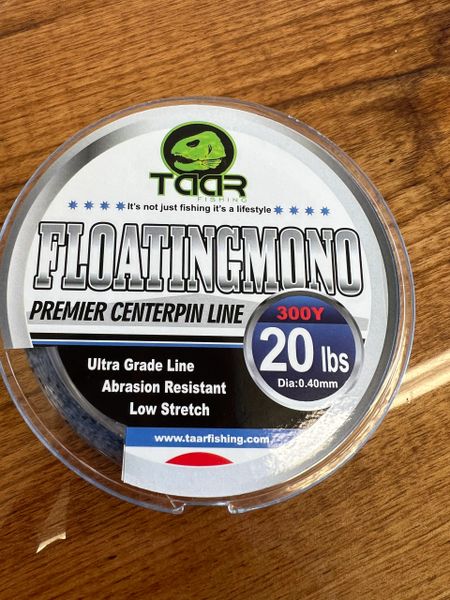 TAAR
FISHING
It's not just fishing it's a lifestyle
FLOATINGMONO
PREMIER CENTERPIN LINE
300Y
20 lbs
Dia:0.40mm
Ultra Grade Line
Abrasion Resistant
Low Stretch
www.taarfishing.com